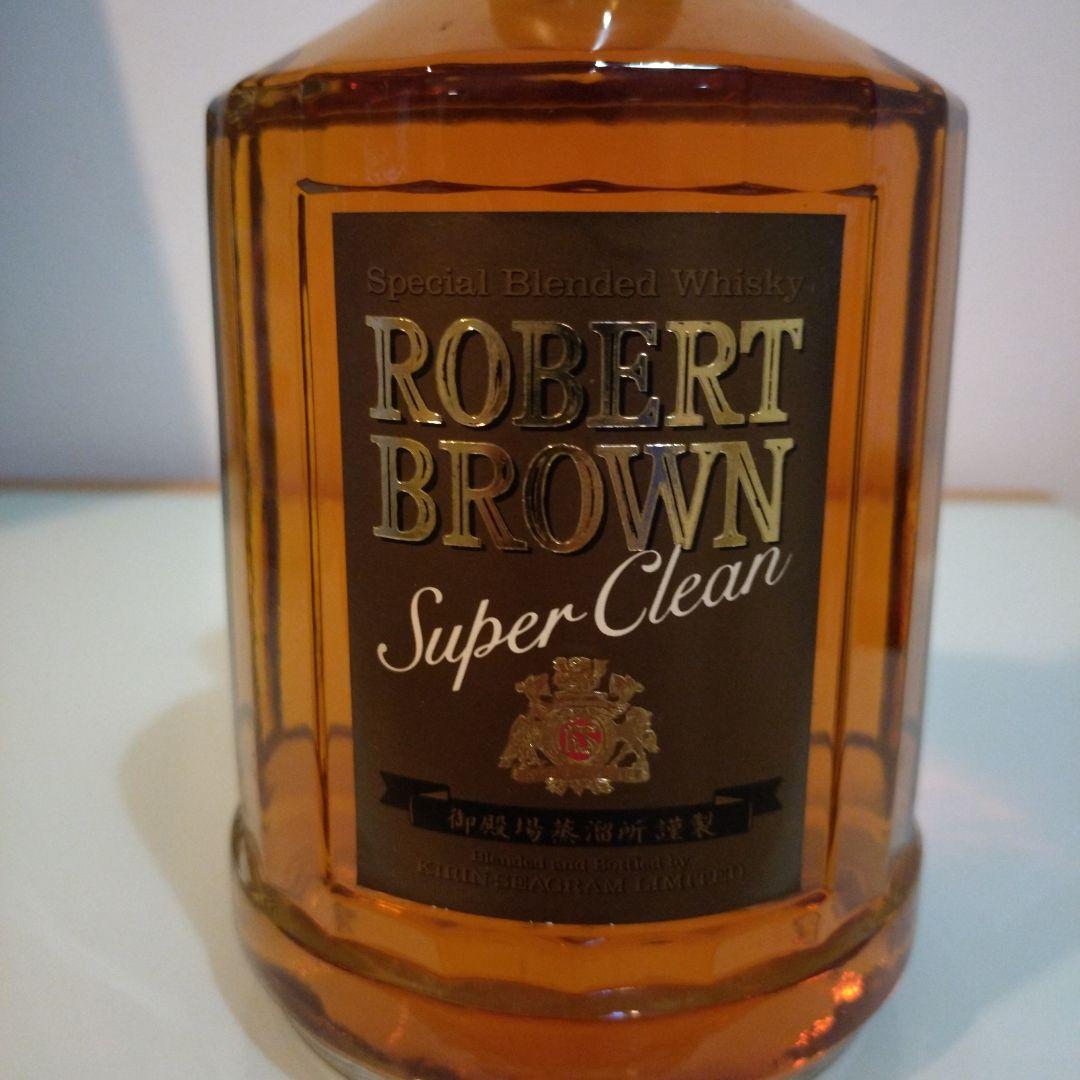 Special Blended Whisky
ROBERT
BROWN
Super Clean
御殿場蒸溜所謹製
Blended and Bottled by
KIRIN-SEAGRAM LIMITED